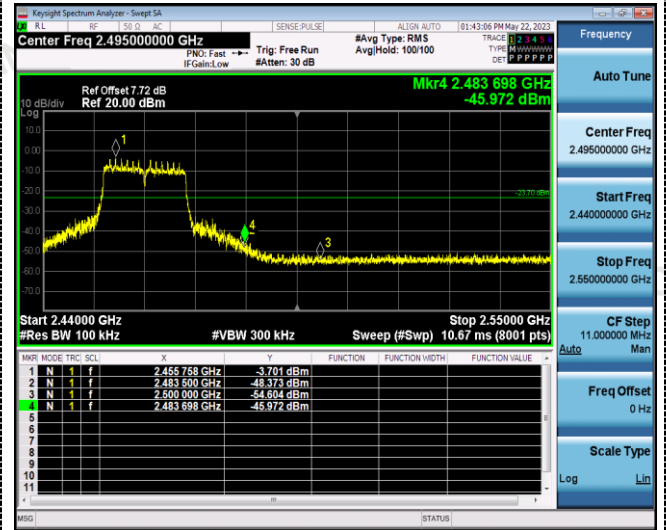 Keysight Spectrum Analyzer - Swept SA
RL RF 50 Ω AC SENSE:PULSE ALIGN AUTO 01:43:06 PM May 22, 2023
Center Freq 2.495000000 GHz
PNO: Fast
IFGain:Low
Trig: Free Run
#Atten: 30 dB
#Avg Type: RMS
Avg|Hold: 100/100
TRACE 1 2 3 4 5 6
TYPE M W W W W W
DET P P P P P P
Frequency
Auto Tune
Center Freq
2.495000000 GHz
Start Freq
2.440000000 GHz
Stop Freq
2.550000000 GHz
CF Step
11.000000 MHz
Auto Man
Freq Offset
0 Hz
Scale Type
Log Lin
Mkr4 2.483 698 GHz
-45.972 dBm
Ref Offset 7.72 dB
10 dB/div Ref 20.00 dBm
Log
10.0
0.00
-10.0
-20.0
-30.0
-40.0
-50.0
-60.0
-70.0
1
4
3
-23.70 dBm
Start 2.44000 GHz Stop 2.55000 GHz
#Res BW 100 kHz #VBW 300 kHz Sweep (#Swp) 10.67 ms (8001 pts)
MKR MODE TRC SCL X Y FUNCTION FUNCTION WIDTH FUNCTION VALUE
1 N 1 f 2.455 758 GHz -3.701 dBm
2 N 1 f 2.483 500 GHz -48.373 dBm
3 N 1 f 2.500 000 GHz -54.604 dBm
4 N 1 f 2.483 698 GHz -45.972 dBm
5
6
7
8
9
10
11
MSG STATUS